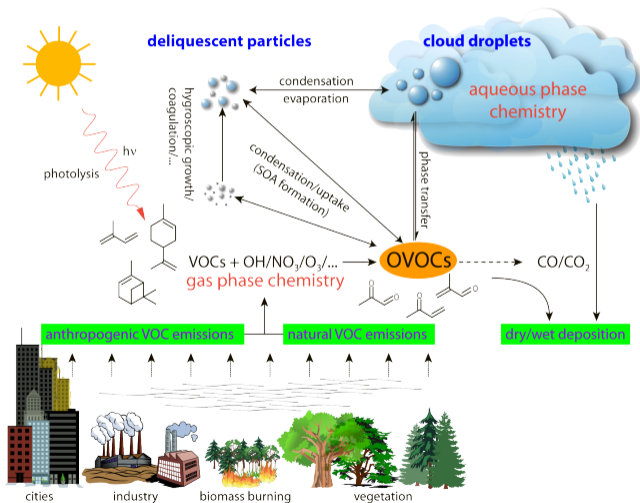 deliquescent particles
cloud droplets
condensation
evaporation
aqueous phase
chemistry
hygroscopic growth/
coagulation/...
hν
photolysis
condensation/uptake
(SOA formation)
phase transfer
VOCs + OH/NO3/O3/...
gas phase chemistry
OVOCs
CO/CO2
anthropogenic VOC emissions
natural VOC emissions
dry/wet deposition
cities
industry
biomass burning
vegetation